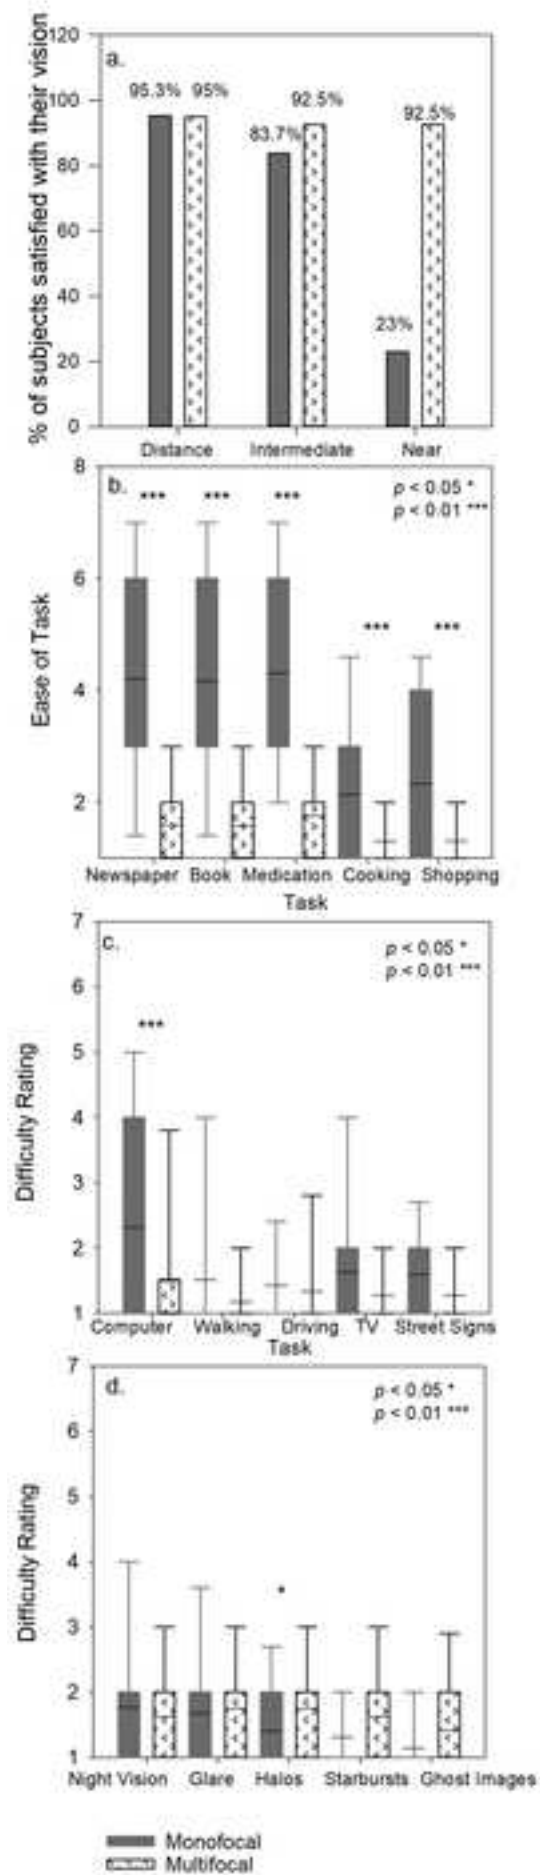 % of subjects satisfied with their vision
120
100
80
60
40
20
0
a.
95.3% 95%
83.7% 92.5%
23% 92.5%
Distance Intermediate Near
Ease of Task
8
6
4
2
b.
*** *** *** *** ***
p < 0.05 *
p < 0.01 ***
Newspaper Book Medication Cooking Shopping
Task
Difficulty Rating
7
6
5
4
3
2
1
c.
***
p < 0.05 *
p < 0.01 ***
Computer Walking Driving TV Street Signs
Task
Difficulty Rating
7
6
5
4
3
2
1
d.
*
p < 0.05 *
p < 0.01 ***
Night Vision Glare Halos Starbursts Ghost Images
Monofocal
Multifocal